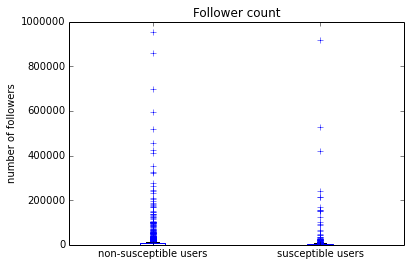 Follower count
1000000
800000
600000
400000
200000
0
number of followers
non-susceptible users
susceptible users